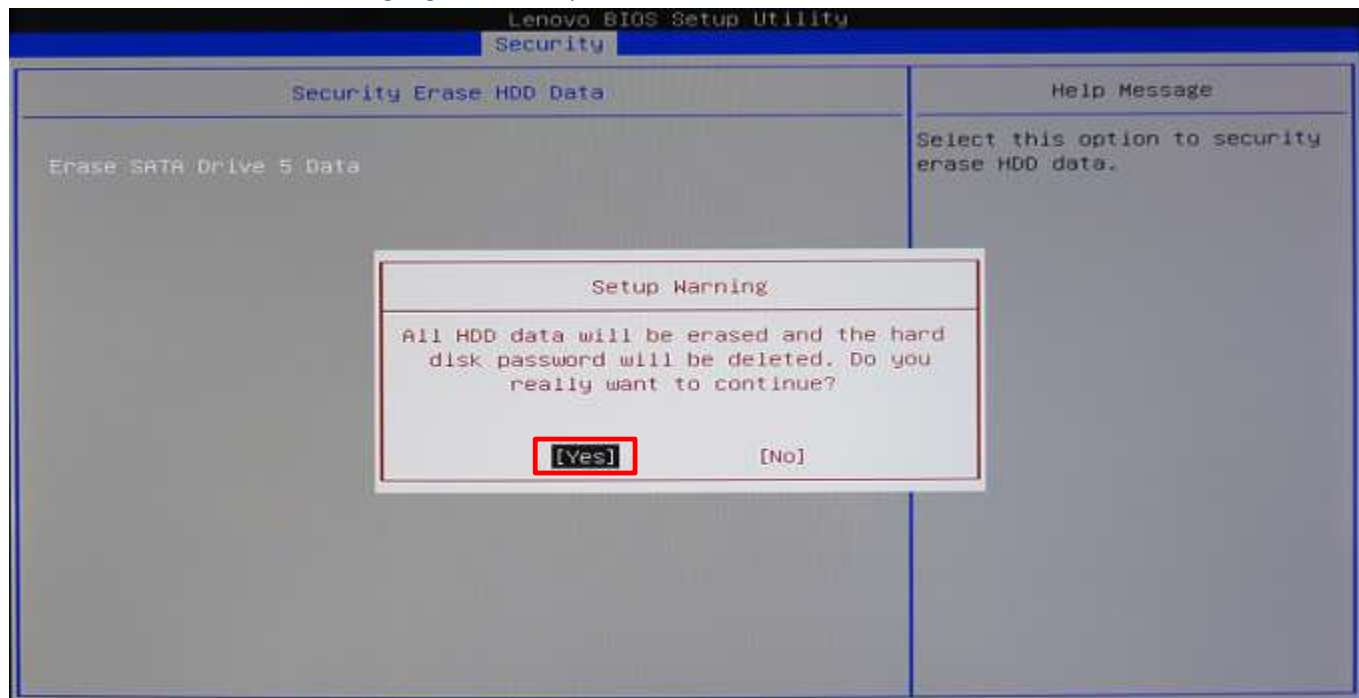 Lenovo BIOS Setup Utility
Security
Security Erase HDD Data
Help Message
Erase SATA Drive 5 Data
Select this option to security
erase HDD data.
Setup Warning
All HDD data will be erased and the hard
disk password will be deleted. Do you
really want to continue?
[Yes] [No]